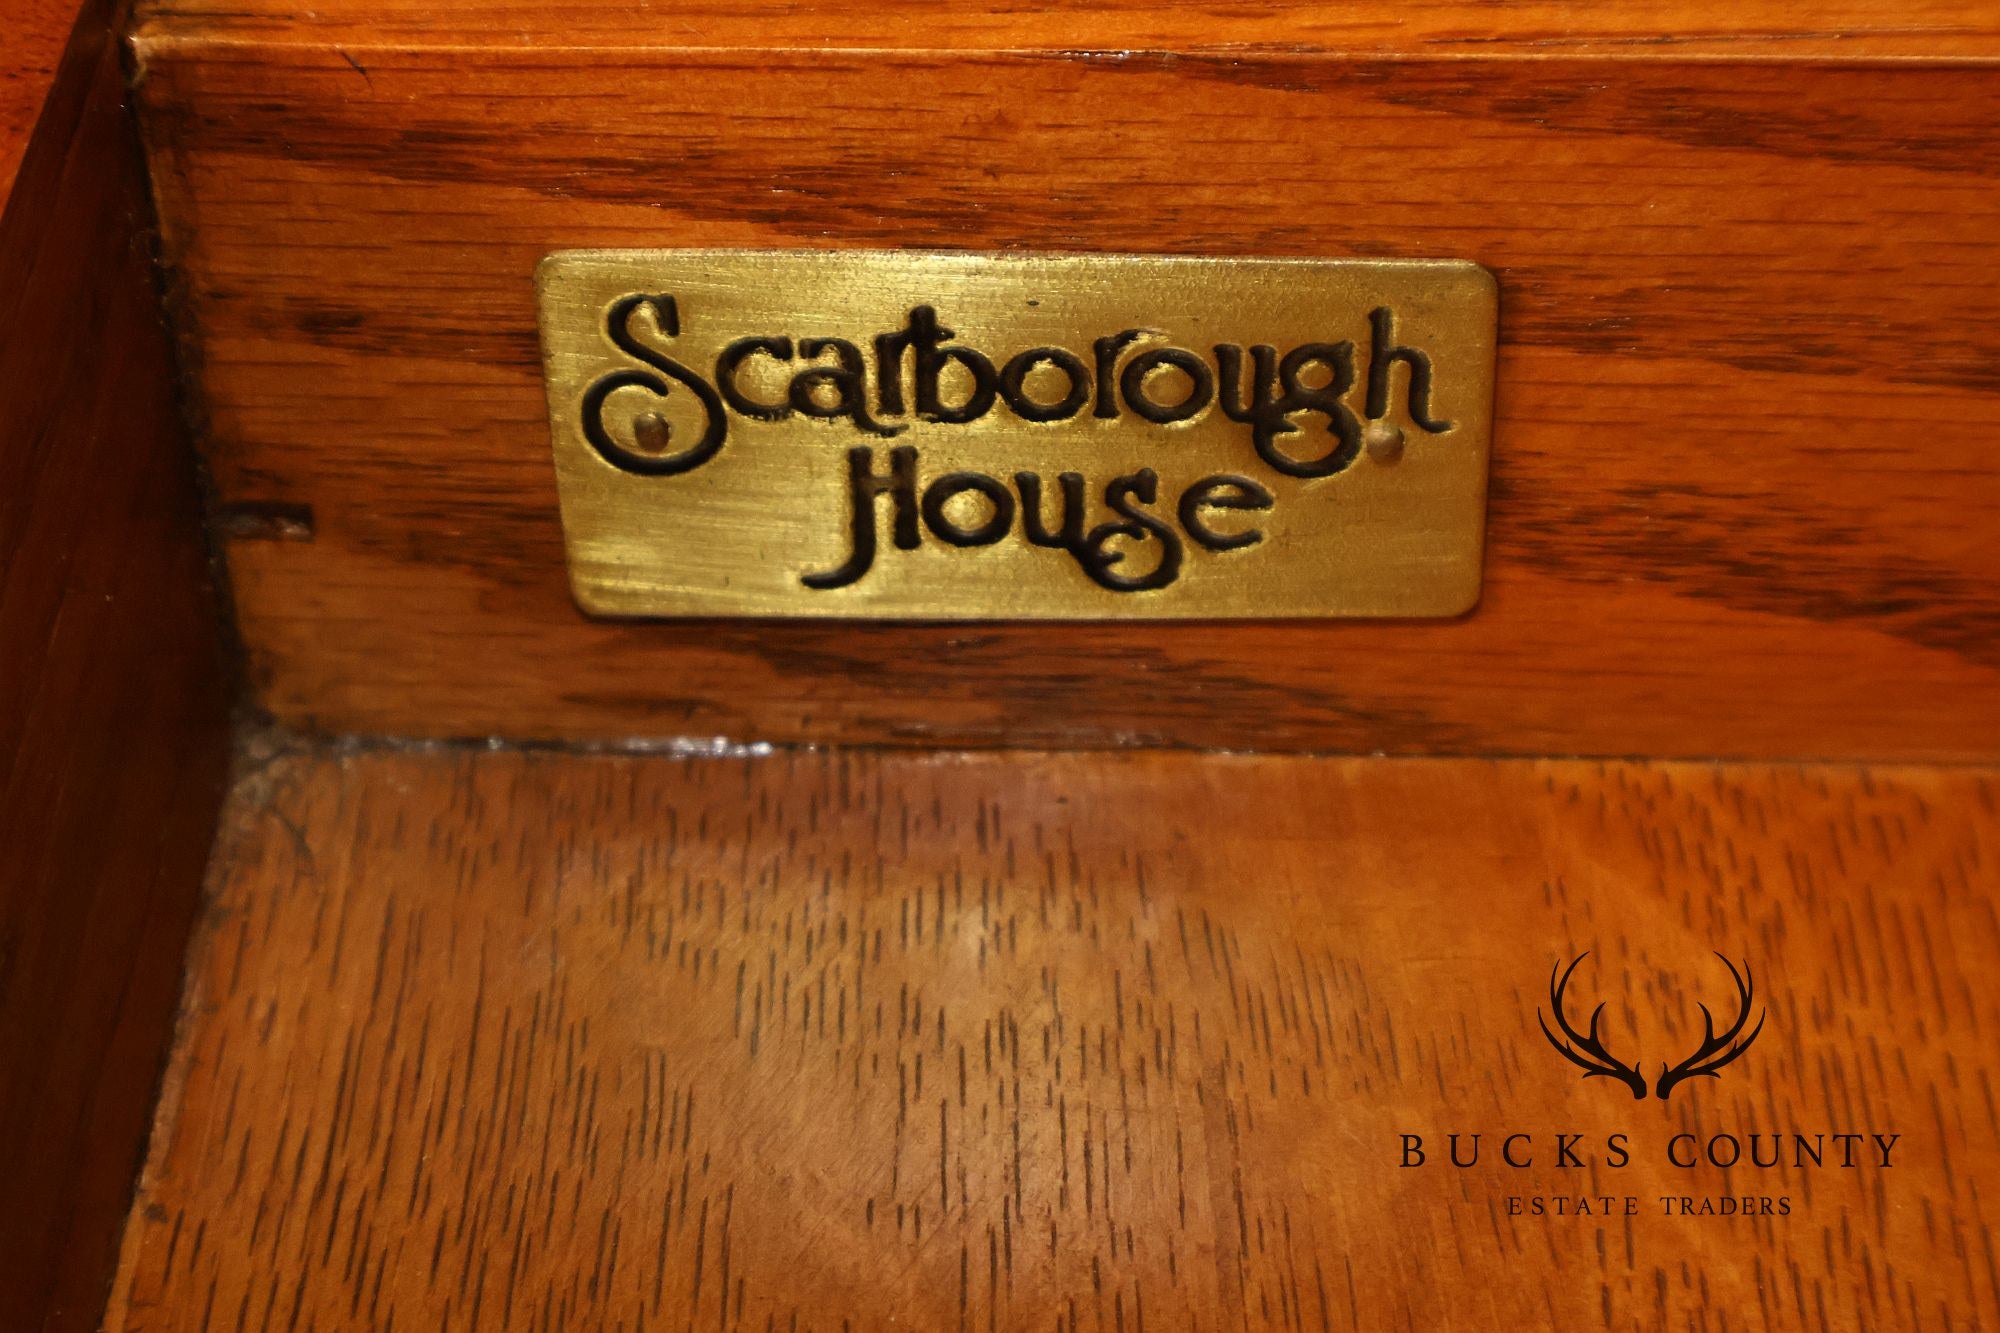 Scarborough
House
BUCKS COUNTY
ESTATE TRADERS